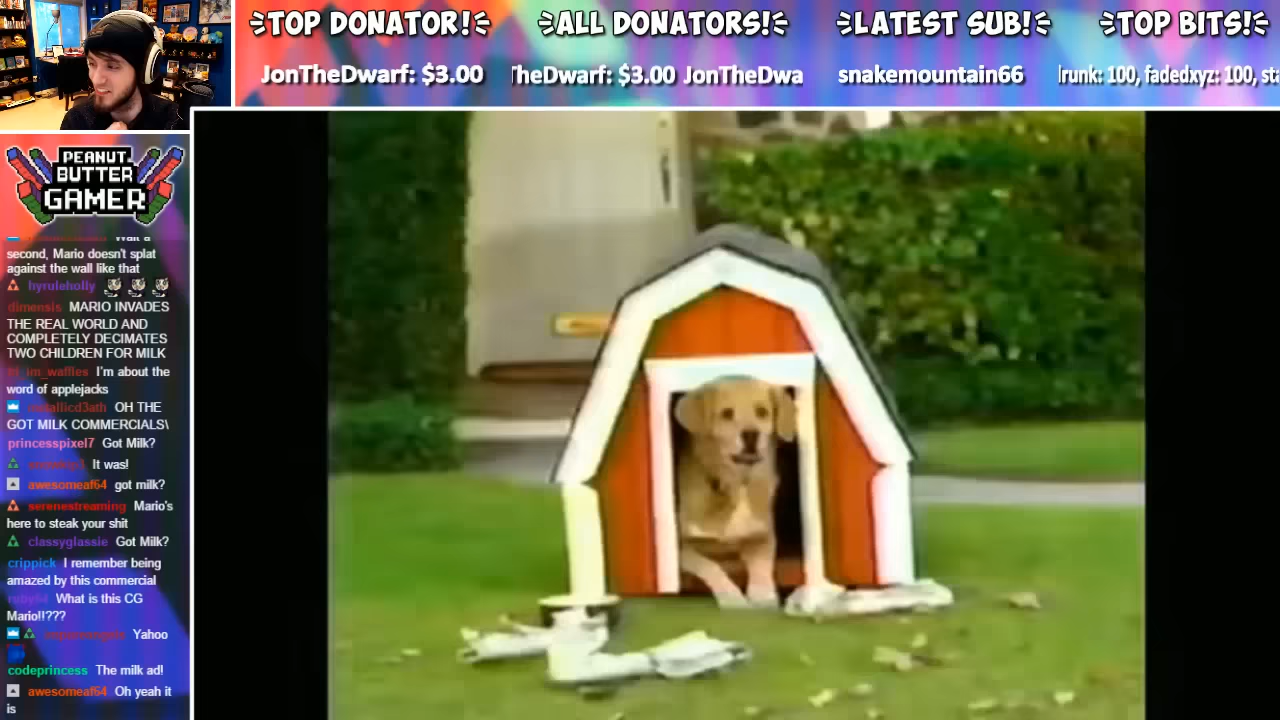 TOP DONATOR! ALL DONATORS! LATEST SUB! TOP BITS!
JonTheDwarf: $3.00 TheDwarf: $3.00 JonTheDwa snakemountain66 lrunk: 100, fadedxyz: 100, sta
PEANUT
BUTTER
GAMER
Wait a
second, Mario doesn't splat
against the wall like that
hyruleholly
dimensis MARIO INVADES
THE REAL WORLD AND
COMPLETELY DECIMATES
TWO CHILDREN FOR MILK
I'm about the
word of applejacks
OH THE
GOT MILK COMMERCIALS\
princesspixel7 Got Milk?
It was!
awesomeaf64 got milk?
serenestreaming Mario's
here to steak your shit
classyglassie Got Milk?
crippick I remember being
amazed by this commercial
What is this CG
Mario!!???
Yahoo
codeprincess The milk ad!
awesomeaf64 Oh yeah it
is